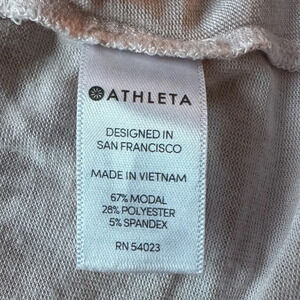 ATHLETA
DESIGNED IN
SAN FRANCISCO
MADE IN VIETNAM
67% MODAL
28% POLYESTER
5% SPANDEX
RN 54023